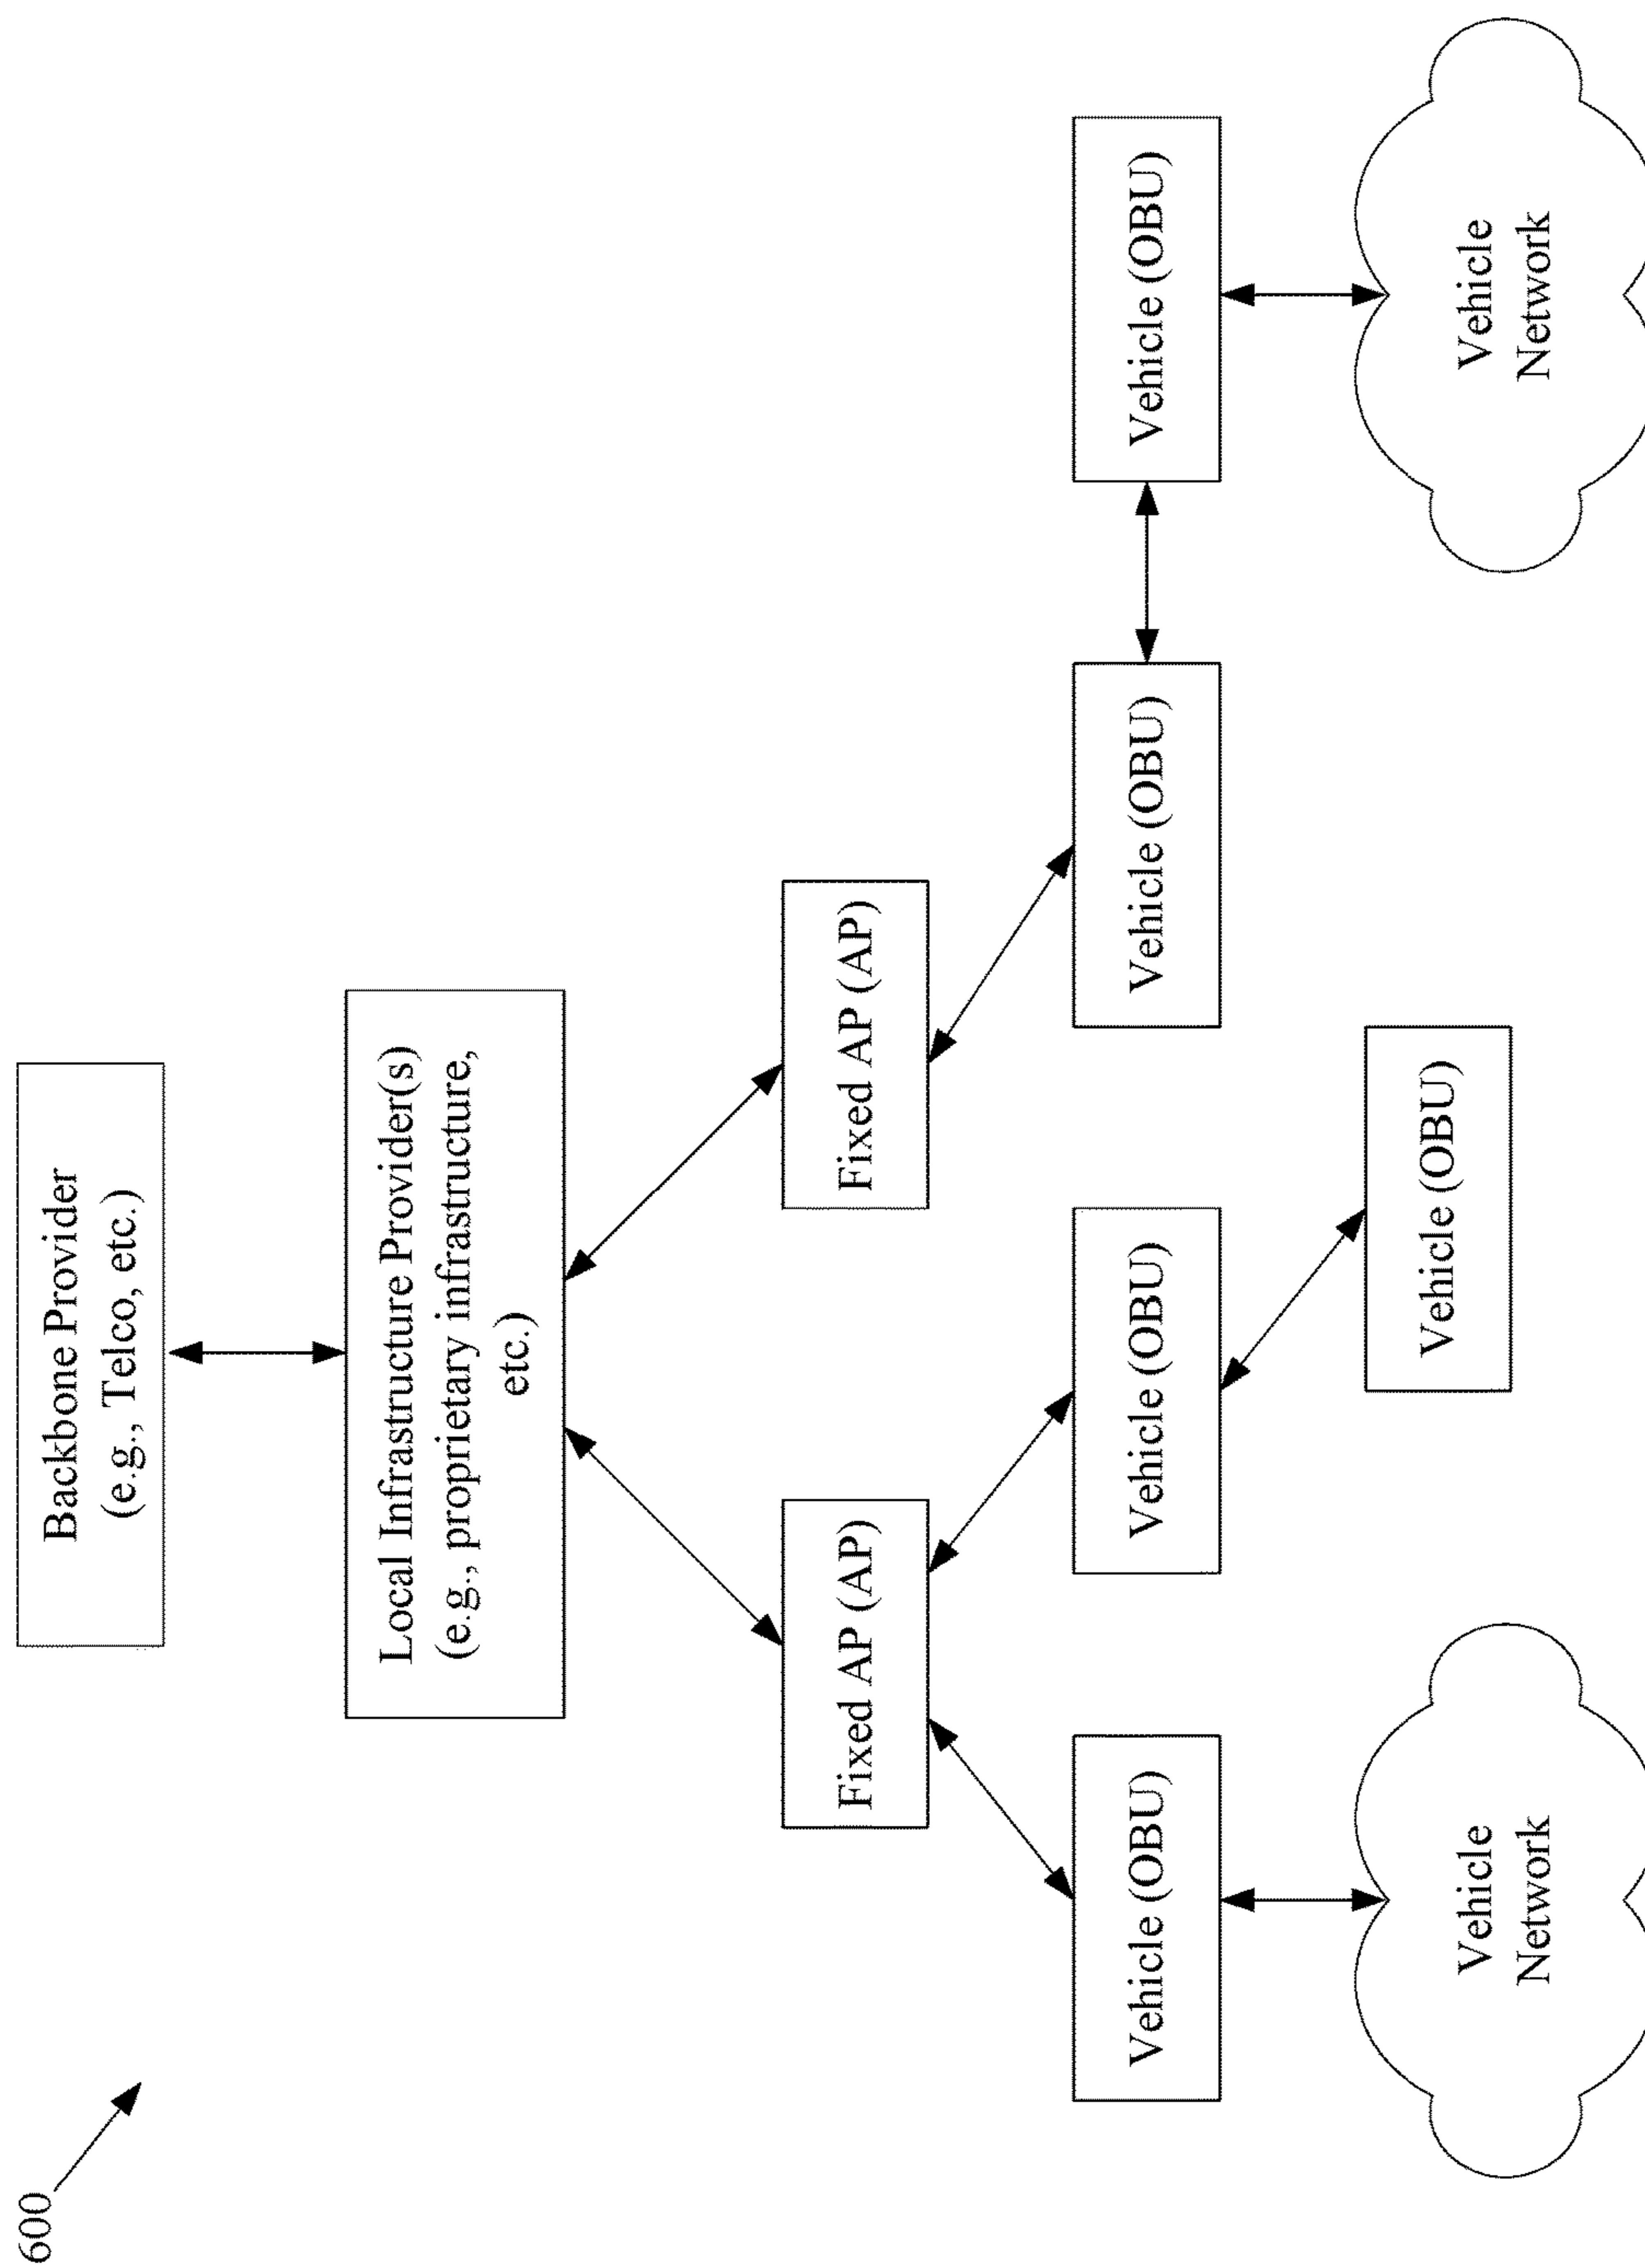 600
Backbone Provider
(e.g., Telco, etc.)
Local Infrastructure Provider(s)
(e.g., proprietary infrastructure,
etc.)
Fixed AP (AP)
Fixed AP (AP)
Vehicle (OBU)
Vehicle (OBU)
Vehicle (OBU)
Vehicle (OBU)
Vehicle (OBU)
Vehicle
Network
Vehicle
Network